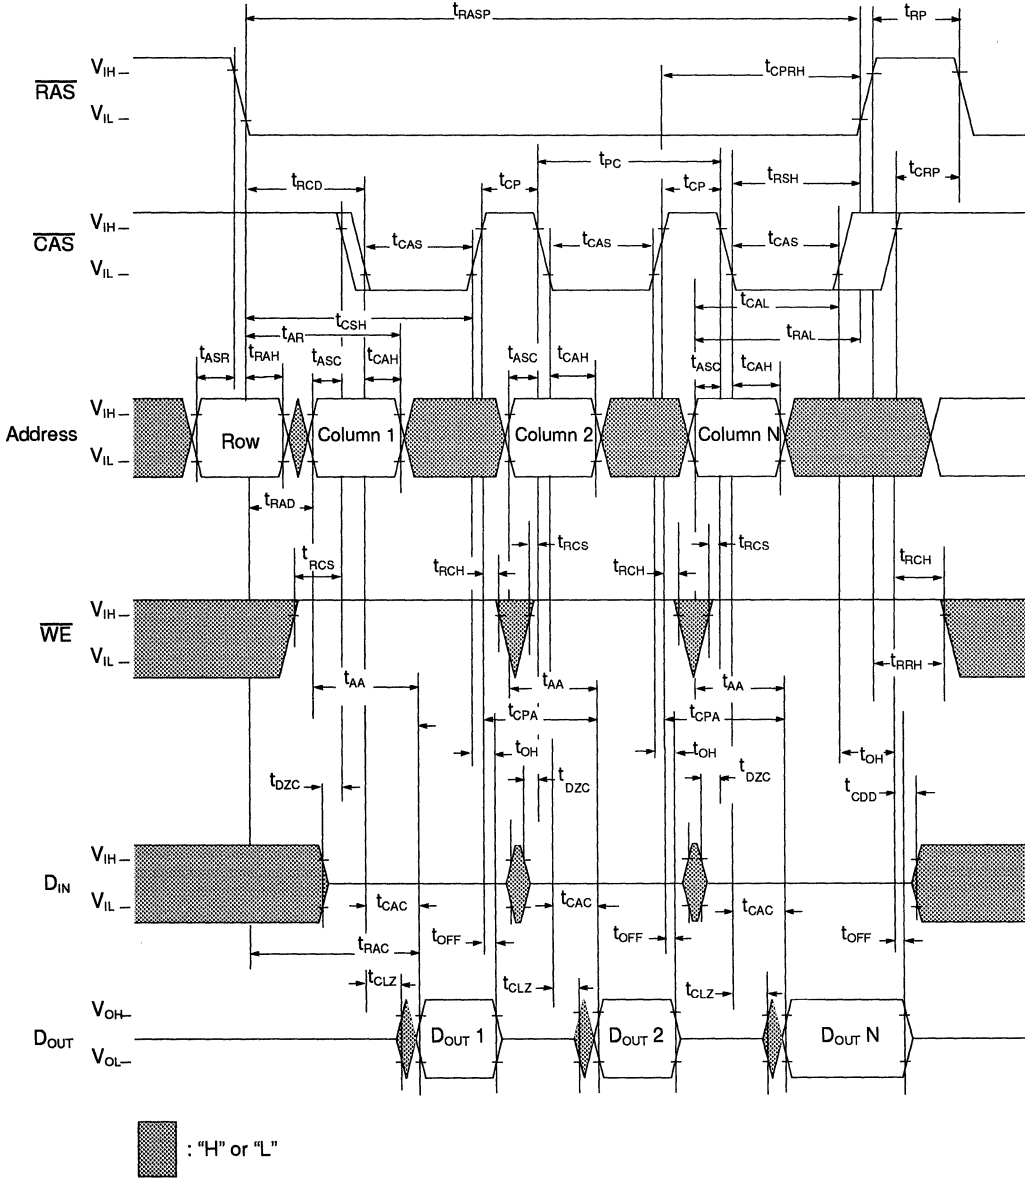 tRASP tRP
VIH
RAS
VIL
tCPRH
tPC
tRCD tCP tCP tRSH tCRP
VIH
CAS
VIL
tCAS tCAS tCAS
tCAL
tCSH
tAR tRAL
tASR tRAH tASC tCAH tASC tCAH tASC tCAH
VIH
Address
VIL
Row Column 1 Column 2 Column N
tRAD
tRCS tRCH tRCS tRCH tRCS tRCH
VIH
WE
VIL
tRRH
tAA tAA tAA
tCPA tCPA
tOH tOH tOH
tDZC tDZC tDZC tCDD
VIH
DIN
VIL
tCAC tCAC tCAC
tOFF tOFF tOFF
tRAC
tCLZ tCLZ tCLZ
VOH
DOUT
VOL
DOUT 1 DOUT 2 DOUT N
: "H" or "L"